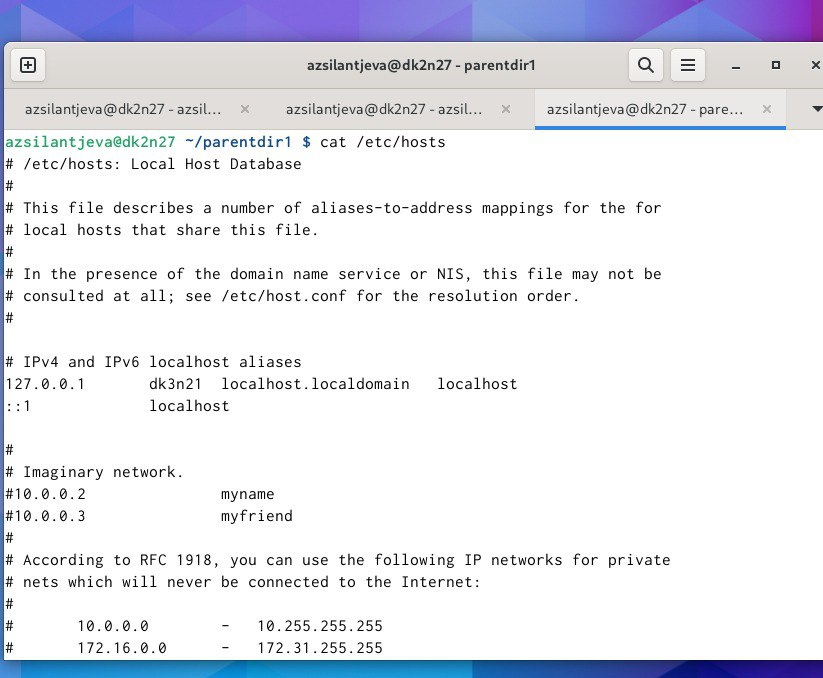 azsilantjeva@dk2n27 - parentdir1
azsilantjeva@dk2n27 - azsil...
azsilantjeva@dk2n27 - azsil...
azsilantjeva@dk2n27 - pare...
azsilantjeva@dk2n27 ~/parentdir1 $ cat /etc/hosts
# /etc/hosts: Local Host Database
#
# This file describes a number of aliases-to-address mappings for the for
# local hosts that share this file.
#
# In the presence of the domain name service or NIS, this file may not be
# consulted at all; see /etc/host.conf for the resolution order.
#
# IPv4 and IPv6 localhost aliases
127.0.0.1       dk3n21  localhost.localdomain   localhost
::1             localhost
#
# Imaginary network.
#10.0.0.2               myname
#10.0.0.3               myfriend
#
# According to RFC 1918, you can use the following IP networks for private
# nets which will never be connected to the Internet:
#
#       10.0.0.0        -   10.255.255.255
#       172.16.0.0      -   172.31.255.255